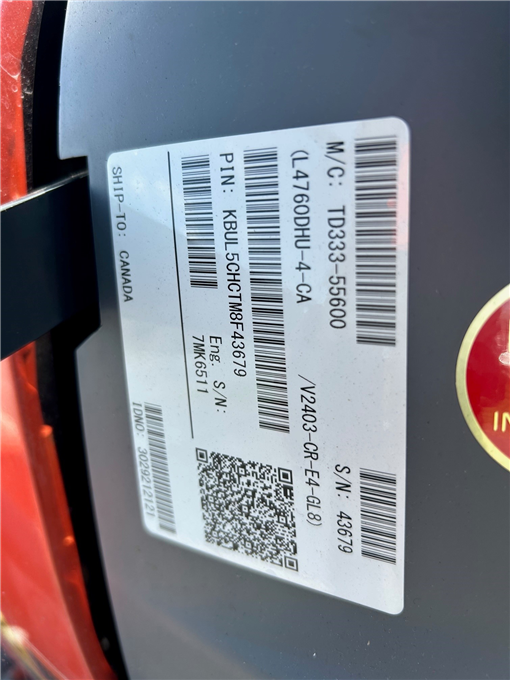 M/C: TD333-55600
S/N: 43679
(L4760DHU-4-CA
/V2403-CR-E4-GL8)
PIN: KBUL5CHCTM8F43679
Eng. S/N:
7MK6511
SHIP-TO: CANADA
IDNO: 3029212121
IN